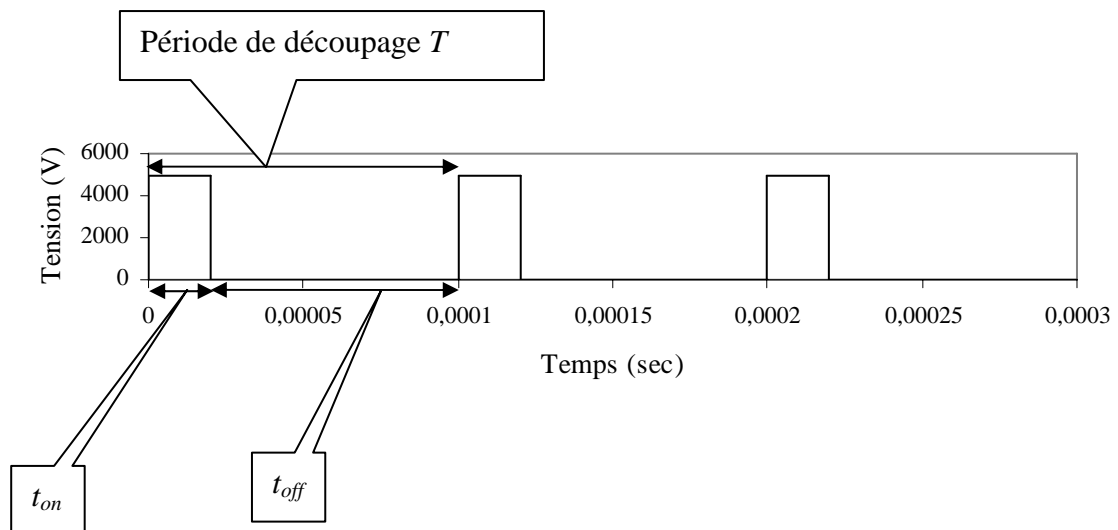 Période de découpage T
Tension (V)
6000
4000
2000
0
0
0,00005
0,0001
0,00015
0,0002
0,00025
0,0003
Temps (sec)
ton
toff